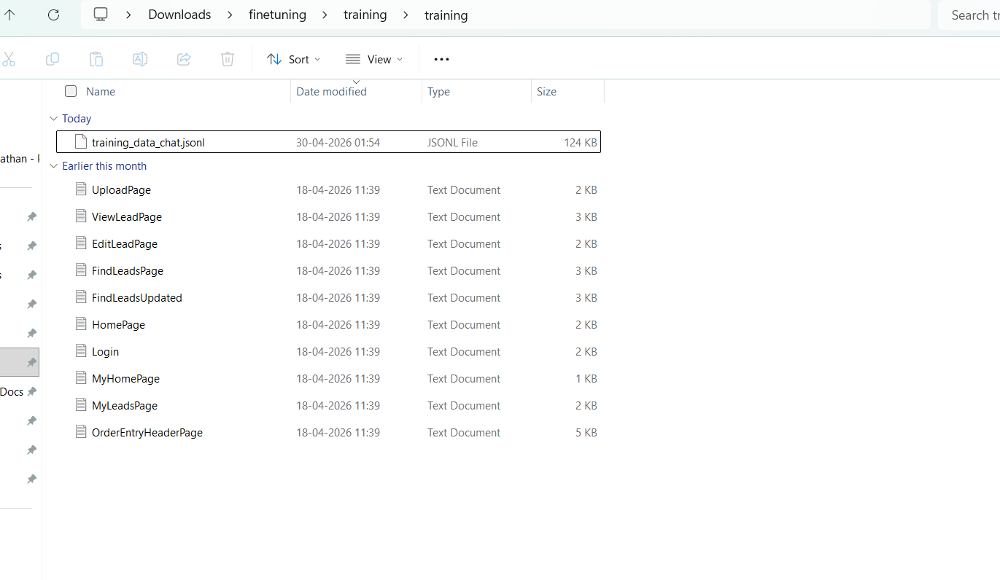 Downloads > finetuning > training > training Search tr
Sort View
Name Date modified Type Size
Today
training_data_chat.jsonl 30-04-2026 01:54 JSONL File 124 KB
athan -
Earlier this month
UploadPage 18-04-2026 11:39 Text Document 2 KB
ViewLeadPage 18-04-2026 11:39 Text Document 3 KB
s EditLeadPage 18-04-2026 11:39 Text Document 2 KB
s FindLeadsPage 18-04-2026 11:39 Text Document 3 KB
FindLeadsUpdated 18-04-2026 11:39 Text Document 3 KB
HomePage 18-04-2026 11:39 Text Document 2 KB
Login 18-04-2026 11:39 Text Document 2 KB
MyHomePage 18-04-2026 11:39 Text Document 1 KB
Docs
MyLeadsPage 18-04-2026 11:39 Text Document 2 KB
OrderEntryHeaderPage 18-04-2026 11:39 Text Document 5 KB